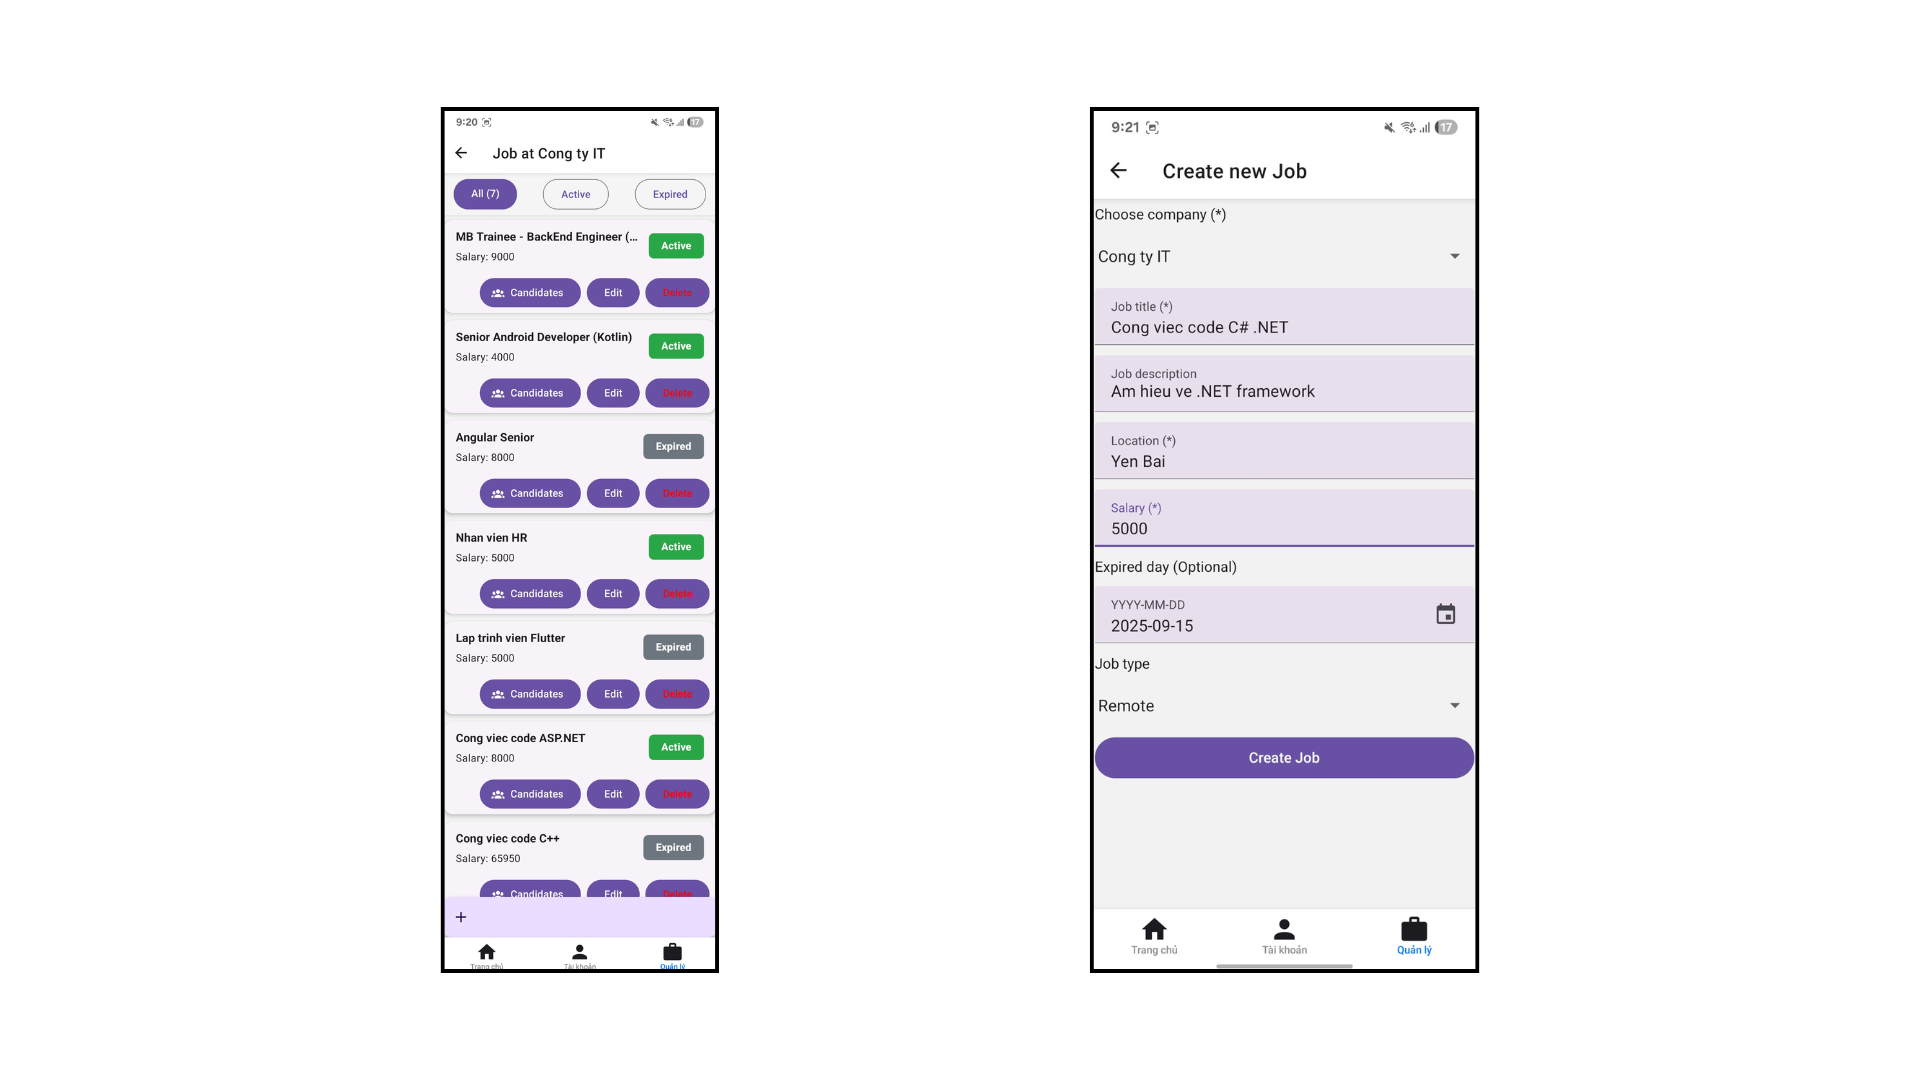 9:20 17
Job at Cong ty IT
All (7) Active Expired
MB Trainee - BackEnd Engineer (... Active
Salary: 9000
Candidates Edit Delete
Senior Android Developer (Kotlin) Active
Salary: 4000
Candidates Edit Delete
Angular Senior Expired
Salary: 8000
Candidates Edit Delete
Nhan vien HR Active
Salary: 5000
Candidates Edit Delete
Lap trinh vien Flutter Expired
Salary: 5000
Candidates Edit Delete
Cong viec code ASP.NET Active
Salary: 8000
Candidates Edit Delete
Cong viec code C++ Expired
Salary: 65950
Candidates Edit Delete
+
Trang chủ Tài khoản Quản lý
9:21 17
Create new Job
Choose company (*)
Cong ty IT
Job title (*)
Cong viec code C# .NET
Job description
Am hieu ve .NET framework
Location (*)
Yen Bai
Salary (*)
5000
Expired day (Optional)
YYYY-MM-DD
2025-09-15
Job type
Remote
Create Job
Trang chủ Tài khoản Quản lý